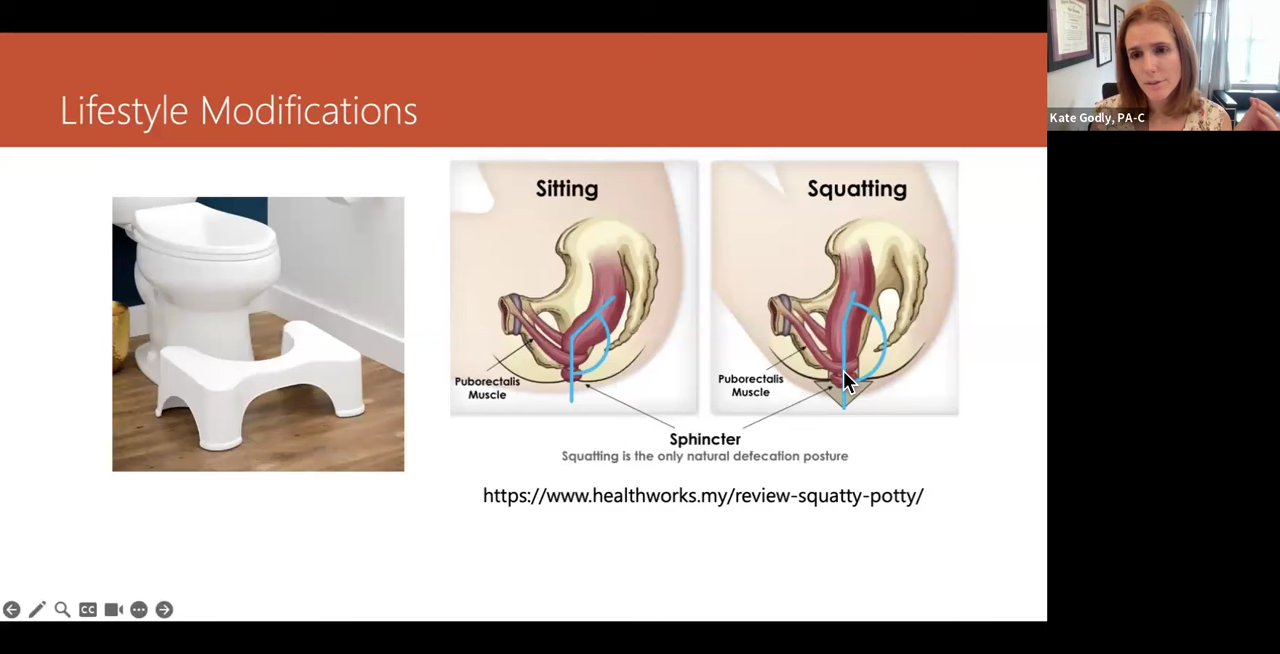 Lifestyle Modifications
Kate Godly, PA-C
Sitting
Squatting
Puborectalis
Muscle
Puborectalis
Muscle
Sphincter
Squatting is the only natural defecation posture
https://www.healthworks.my/review-squatty-potty/
CC